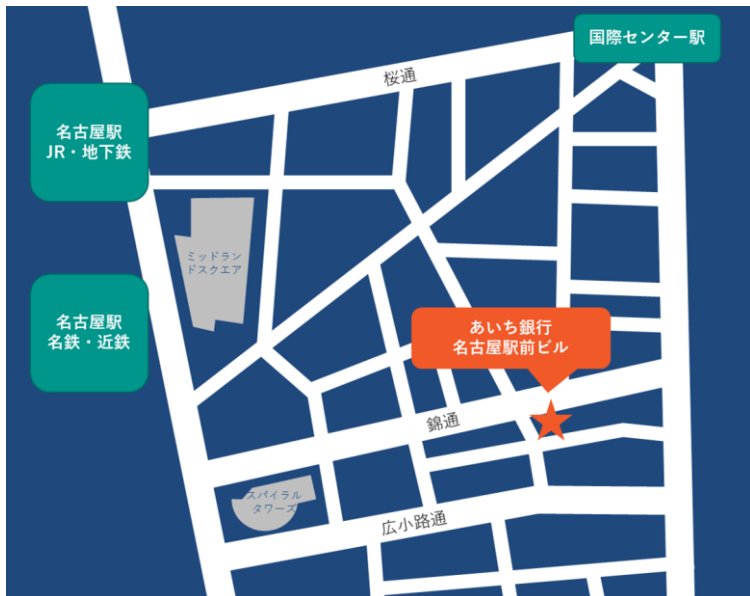 国際センター駅
桜通
名古屋駅
JR・地下鉄
ミッドラン
ドスクエア
名古屋駅
名鉄・近鉄
あいち銀行
名古屋駅前ビル
錦通
スパイラル
タワーズ
広小路通